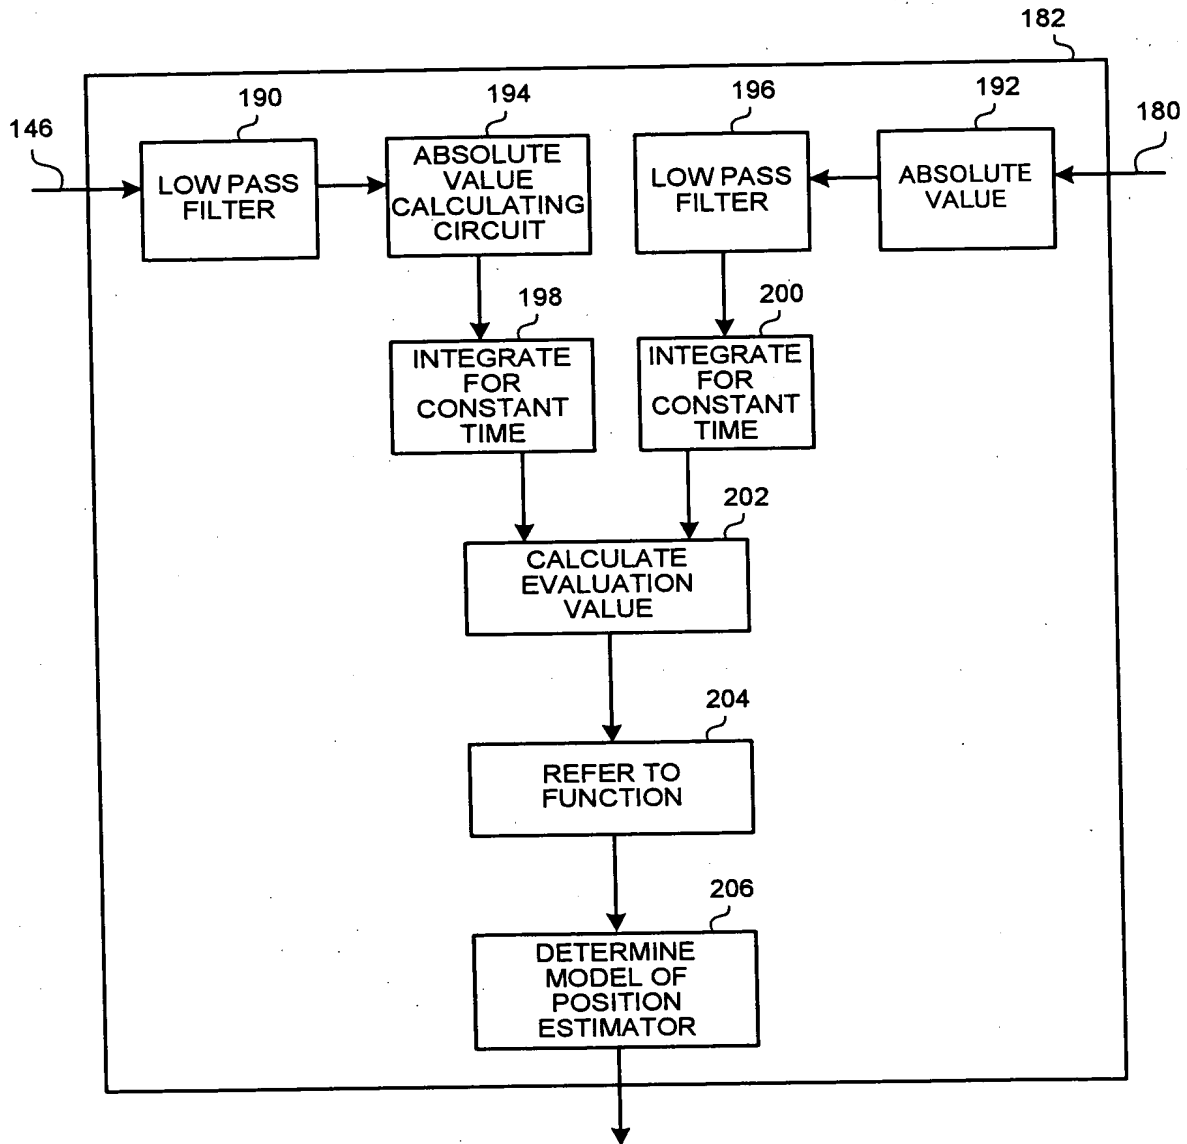 182
190
194
196
192
146
180
LOW PASS
FILTER
ABSOLUTE
VALUE
CALCULATING
CIRCUIT
LOW PASS
FILTER
ABSOLUTE
VALUE
198
200
INTEGRATE
FOR
CONSTANT
TIME
INTEGRATE
FOR
CONSTANT
TIME
202
CALCULATE
EVALUATION
VALUE
204
REFER TO
FUNCTION
206
DETERMINE
MODEL OF
POSITION
ESTIMATOR